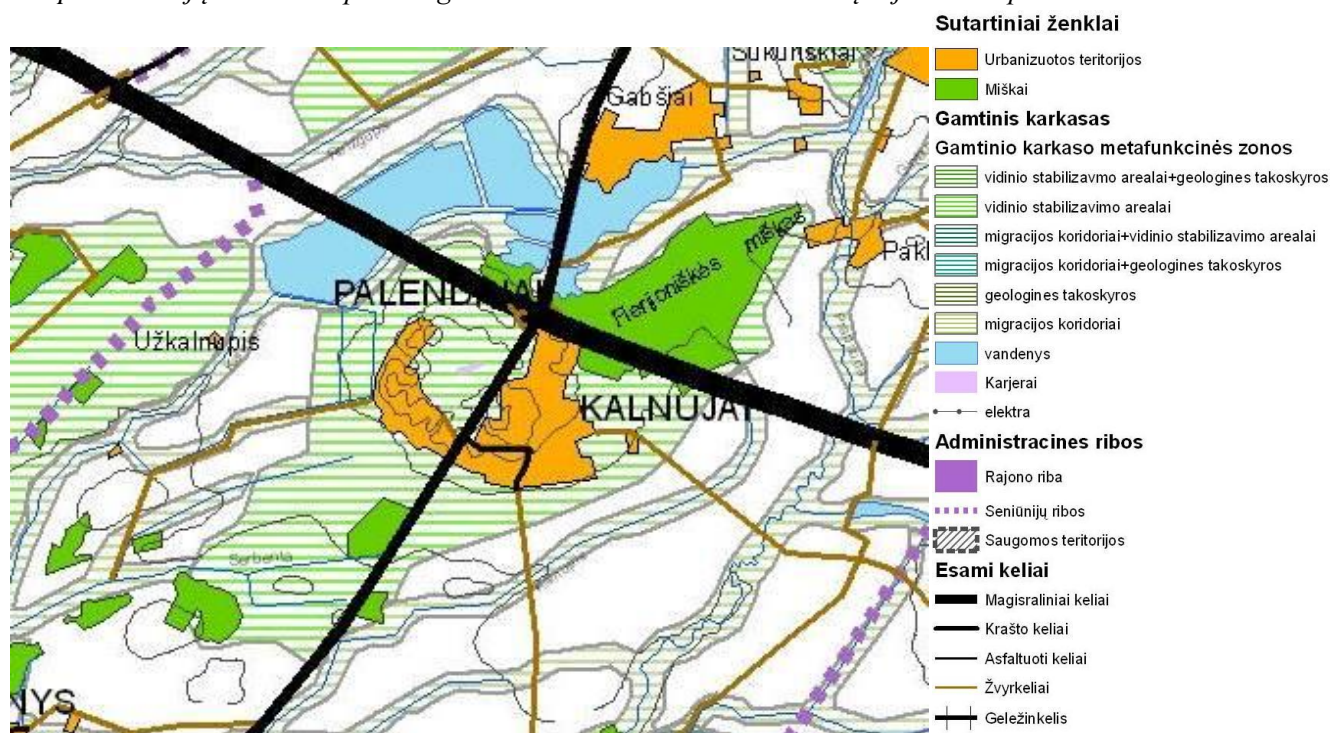 Sutartiniai ženklai
Urbanizuotos teritorijos
Miškai
Gamtinis karkasas
Gamtinio karkaso metafunkcinės zonos
vidinio stabilizavmo arealai+geologines takoskyros
vidinio stabilizavimo arealai
migracijos koridoriai+vidinio stabilizavimo arealai
migracijos koridoriai+geologines takoskyros
geologines takoskyros
migracijos koridoriai
vandenys
Karjerai
elektra
Administracines ribos
Rajono riba
Seniūnijų ribos
Saugomos teritorijos
Esami keliai
Magisraliniai keliai
Krašto keliai
Asfaltuoti keliai
Žvyrkeliai
Geležinkelis
Gabšiai
miškas
Užkalnupis
KALNUJAI
Serbenta
NYS